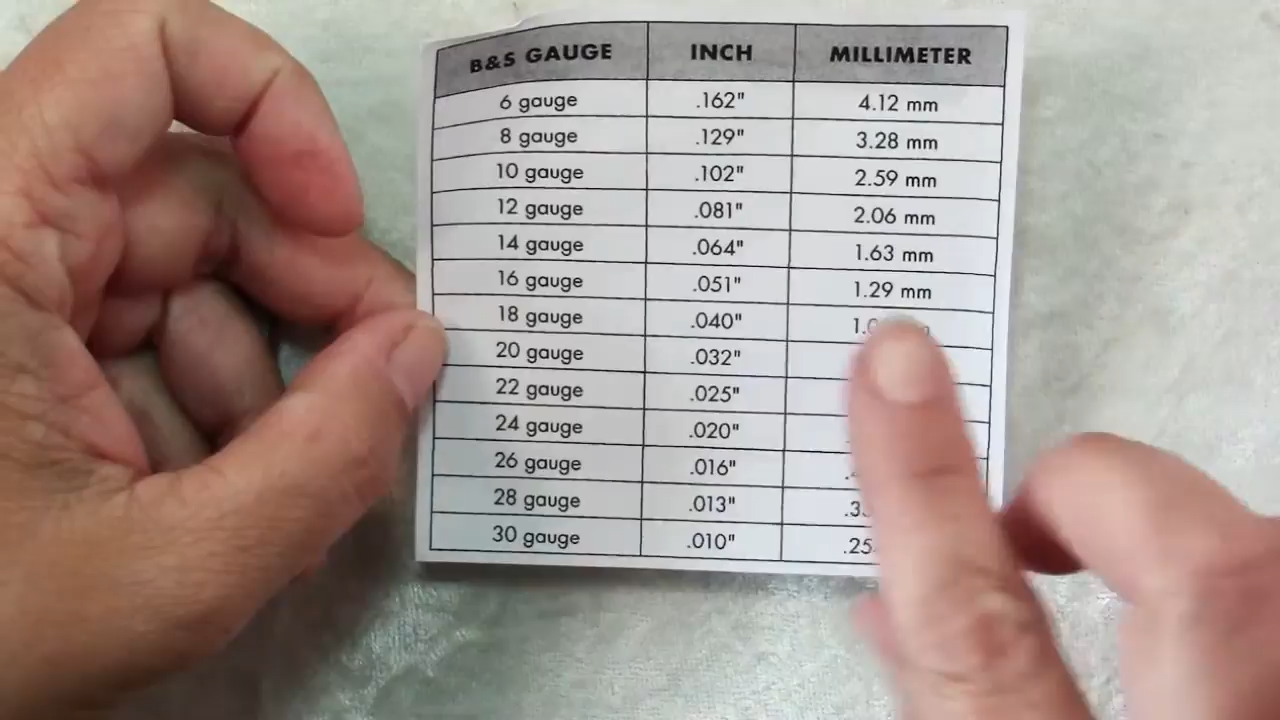 B&S GAUGE INCH MILLIMETER
6 gauge .162" 4.12 mm
8 gauge .129" 3.28 mm
10 gauge .102" 2.59 mm
12 gauge .081" 2.06 mm
14 gauge .064" 1.63 mm
16 gauge .051" 1.29 mm
18 gauge .040"
20 gauge .032"
22 gauge .025"
24 gauge .020"
26 gauge .016"
28 gauge .013"
30 gauge .010"